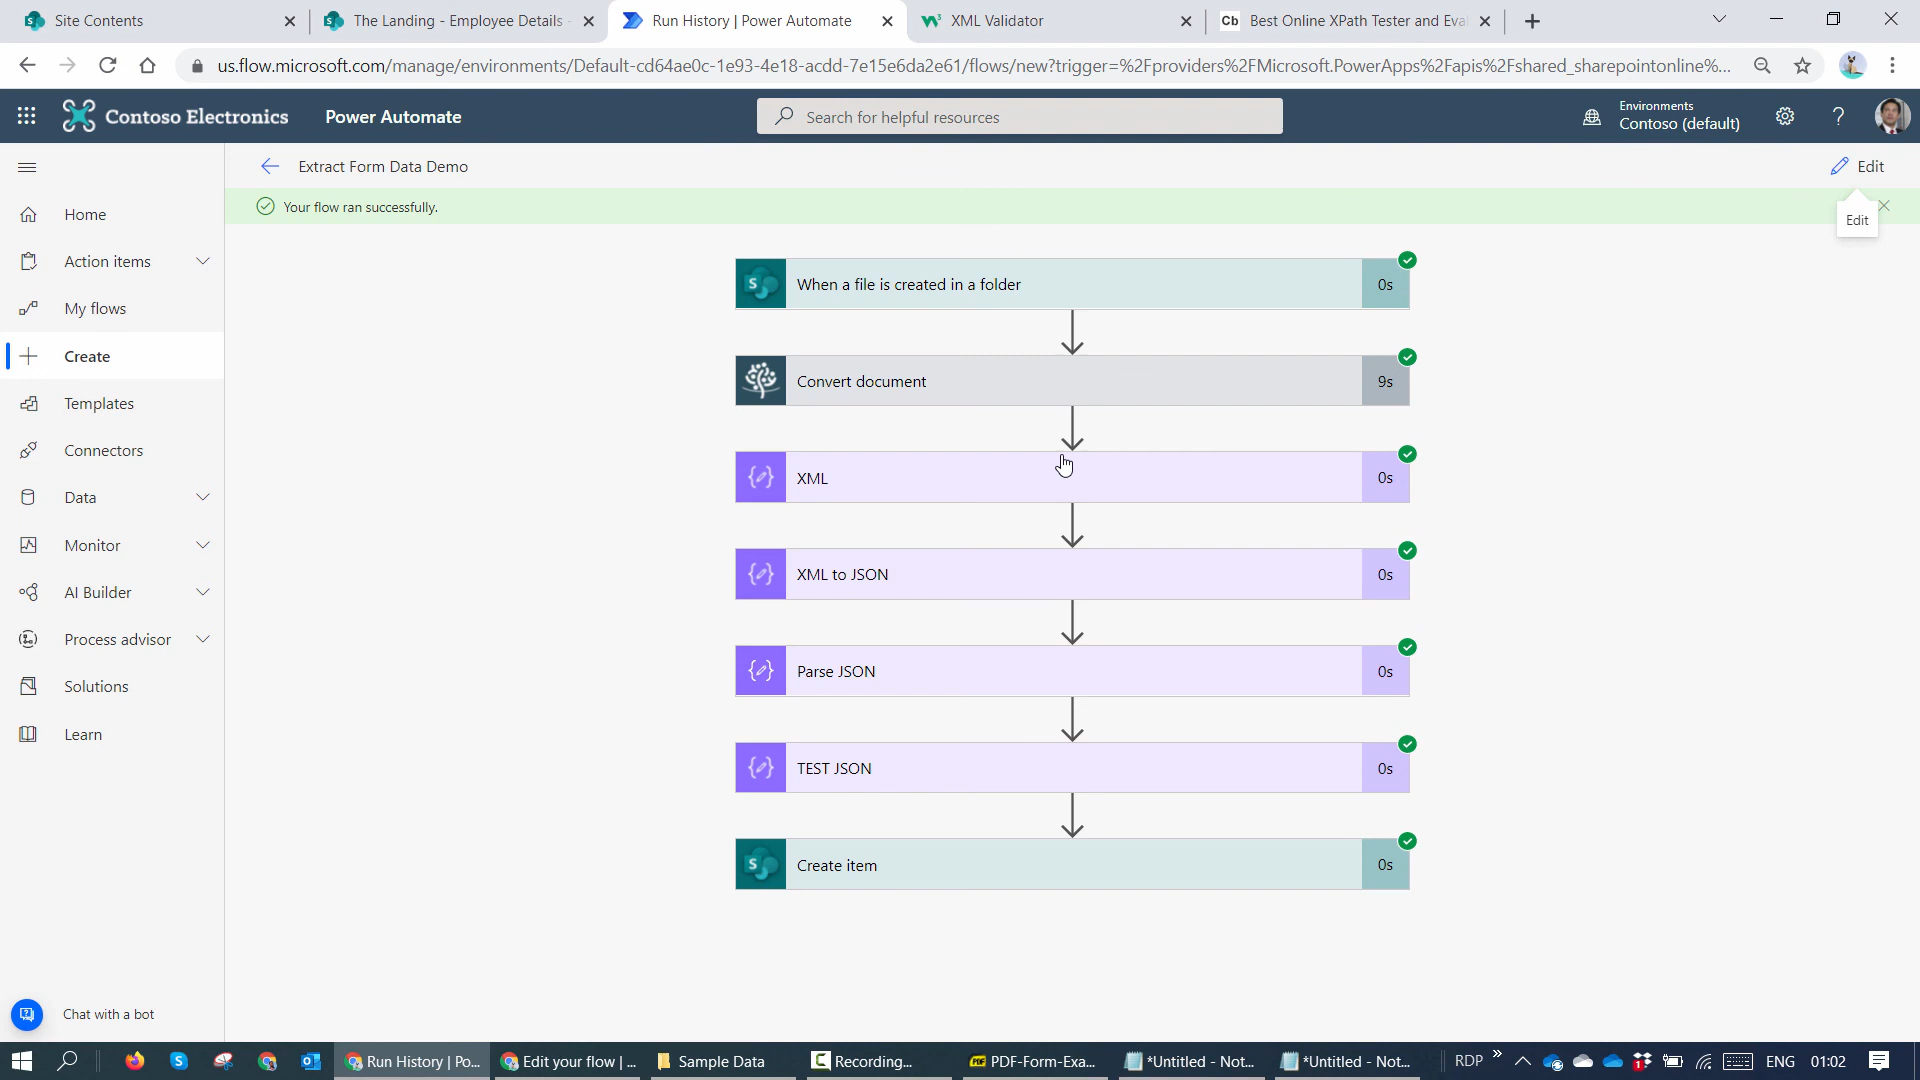 Site Contents
The Landing - Employee Details -
Run History | Power Automate
XML Validator
Cb
Best Online XPath Tester and Eva
us.flow.microsoft.com/manage/environments/Default-cd64ae0c-1e93-4e18-acdd-7e15e6da2e61/flows/new?trigger=%2Fproviders%2FMicrosoft.PowerApps%2Fapis%2Fshared_sharepointonline%...
Contoso Electronics
Power Automate
Search for helpful resources
Environments
Contoso (default)
?
Extract Form Data Demo
Edit
Your flow ran successfully.
Edit
Home
Action items
My flows
Create
Templates
Connectors
Data
Monitor
AI Builder
Process advisor
Solutions
Learn
Chat with a bot
When a file is created in a folder
0s
Convert document
9s
XML
0s
XML to JSON
0s
Parse JSON
0s
TEST JSON
0s
Create item
0s
Run History | Po...
Edit your flow | ...
Sample Data
Recording...
PDF-Form-Exa...
*Untitled - Not...
*Untitled - Not...
RDP
ENG
01:02